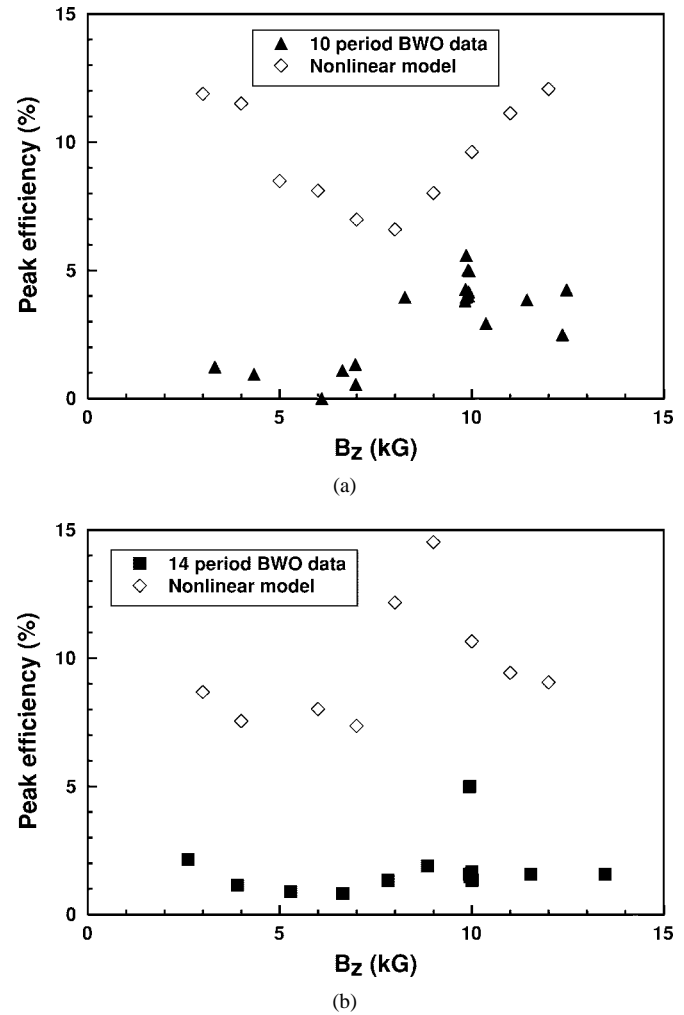 15
10 period BWO data
Nonlinear model
10
Peak efficiency (%)
5
0
0 5 10 15
Bz (kG)
(a)
15
14 period BWO data
Nonlinear model
10
Peak efficiency (%)
5
0
0 5 10 15
Bz (kG)
(b)